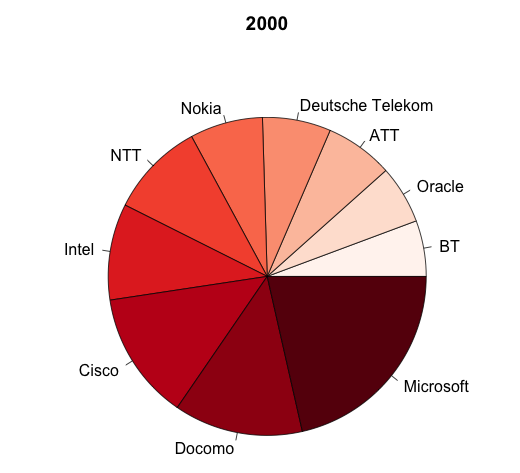 2000
Deutsche Telekom
Nokia
ATT
NTT
Oracle
Intel
BT
Cisco
Microsoft
Docomo